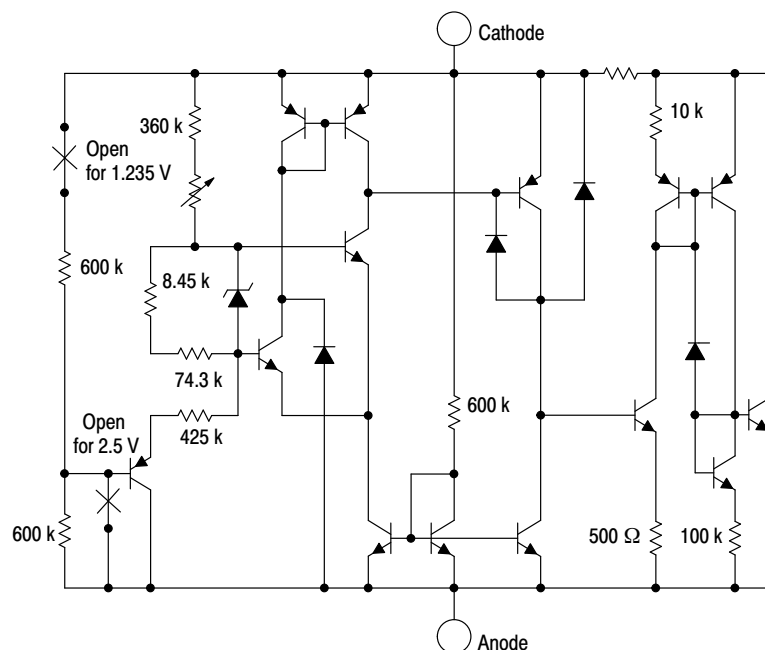 Cathode
360 k
10 k
Open
for 1.235 V
600 k
8.45 k
74.3 k
600 k
Open
for 2.5 V
425 k
600 k
500 Ω
100 k
Anode